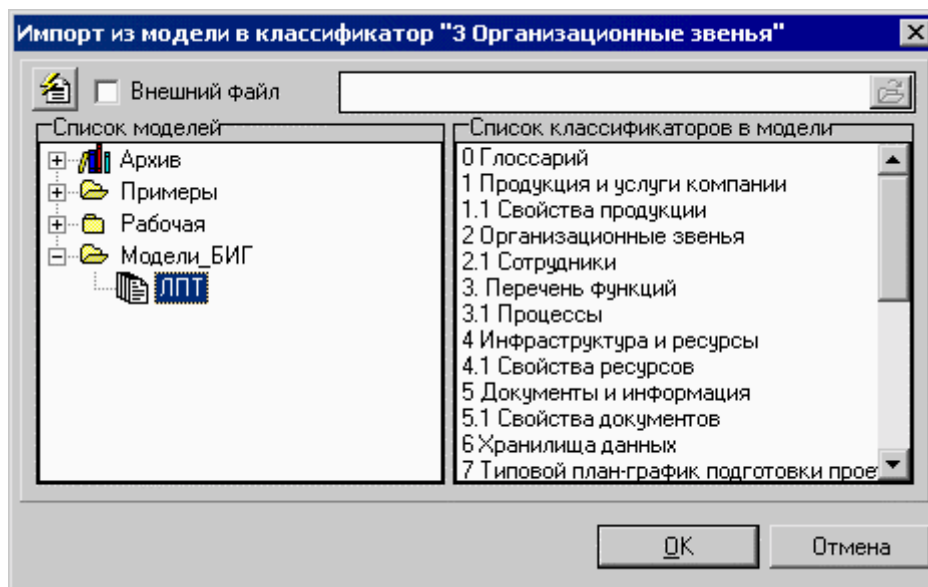 Импорт из модели в классификатор "3 Организационные звенья"
Внешний файл
Список моделей
Архив
Примеры
Рабочая
Модели_БИГ
ЛПТ
Список классификаторов в модели
0 Глоссарий
1 Продукция и услуги компании
1.1 Свойства продукции
2 Организационные звенья
2.1 Сотрудники
3. Перечень функций
3.1 Процессы
4 Инфраструктура и ресурсы
4.1 Свойства ресурсов
5 Документы и информация
5.1 Свойства документов
6 Хранилища данных
7 Типовой план-график подготовки прое
OK
Отмена